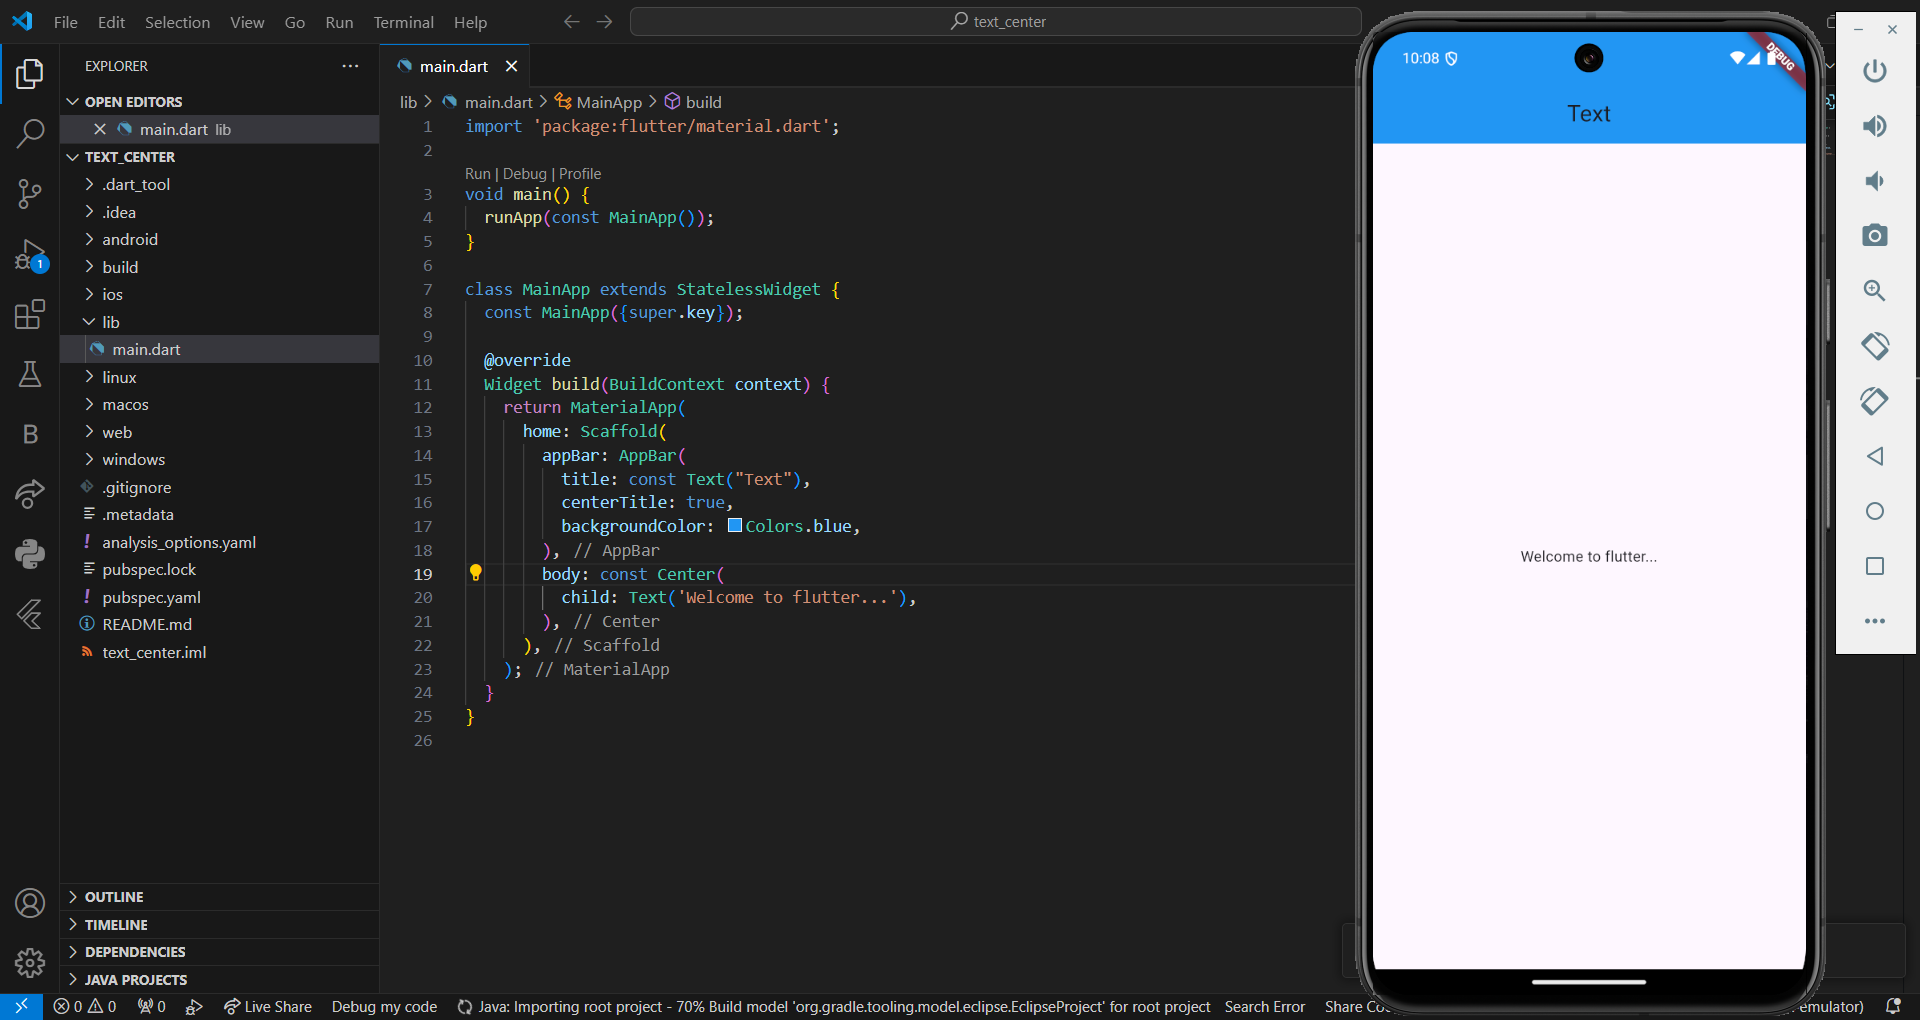 File Edit Selection View Go Run Terminal Help
text_center
EXPLORER
OPEN EDITORS
main.dart lib
TEXT_CENTER
.dart_tool
.idea
android
build
ios
lib
main.dart
linux
macos
web
windows
.gitignore
.metadata
analysis_options.yaml
pubspec.lock
pubspec.yaml
README.md
text_center.iml
OUTLINE
TIMELINE
DEPENDENCIES
JAVA PROJECTS
B
1
main.dart
lib > main.dart > MainApp > build
1 import 'package:flutter/material.dart';
2
Run | Debug | Profile
3 void main() {
4 runApp(const MainApp());
5 }
6
7 class MainApp extends StatelessWidget {
8 const MainApp({super.key});
9
10 @override
11 Widget build(BuildContext context) {
12 return MaterialApp(
13 home: Scaffold(
14 appBar: AppBar(
15 title: const Text("Text"),
16 centerTitle: true,
17 backgroundColor: Colors.blue,
18 ), // AppBar
19 body: const Center(
20 child: Text('Welcome to flutter...'),
21 ), // Center
22 ), // Scaffold
23 ); // MaterialApp
24 }
25 }
26
10:08
DEBUG
Text
Welcome to flutter...
0 0 0 Live Share Debug my code Java: Importing root project - 70% Build model 'org.gradle.tooling.model.eclipse.EclipseProject' for root project Search Error Share emulator)